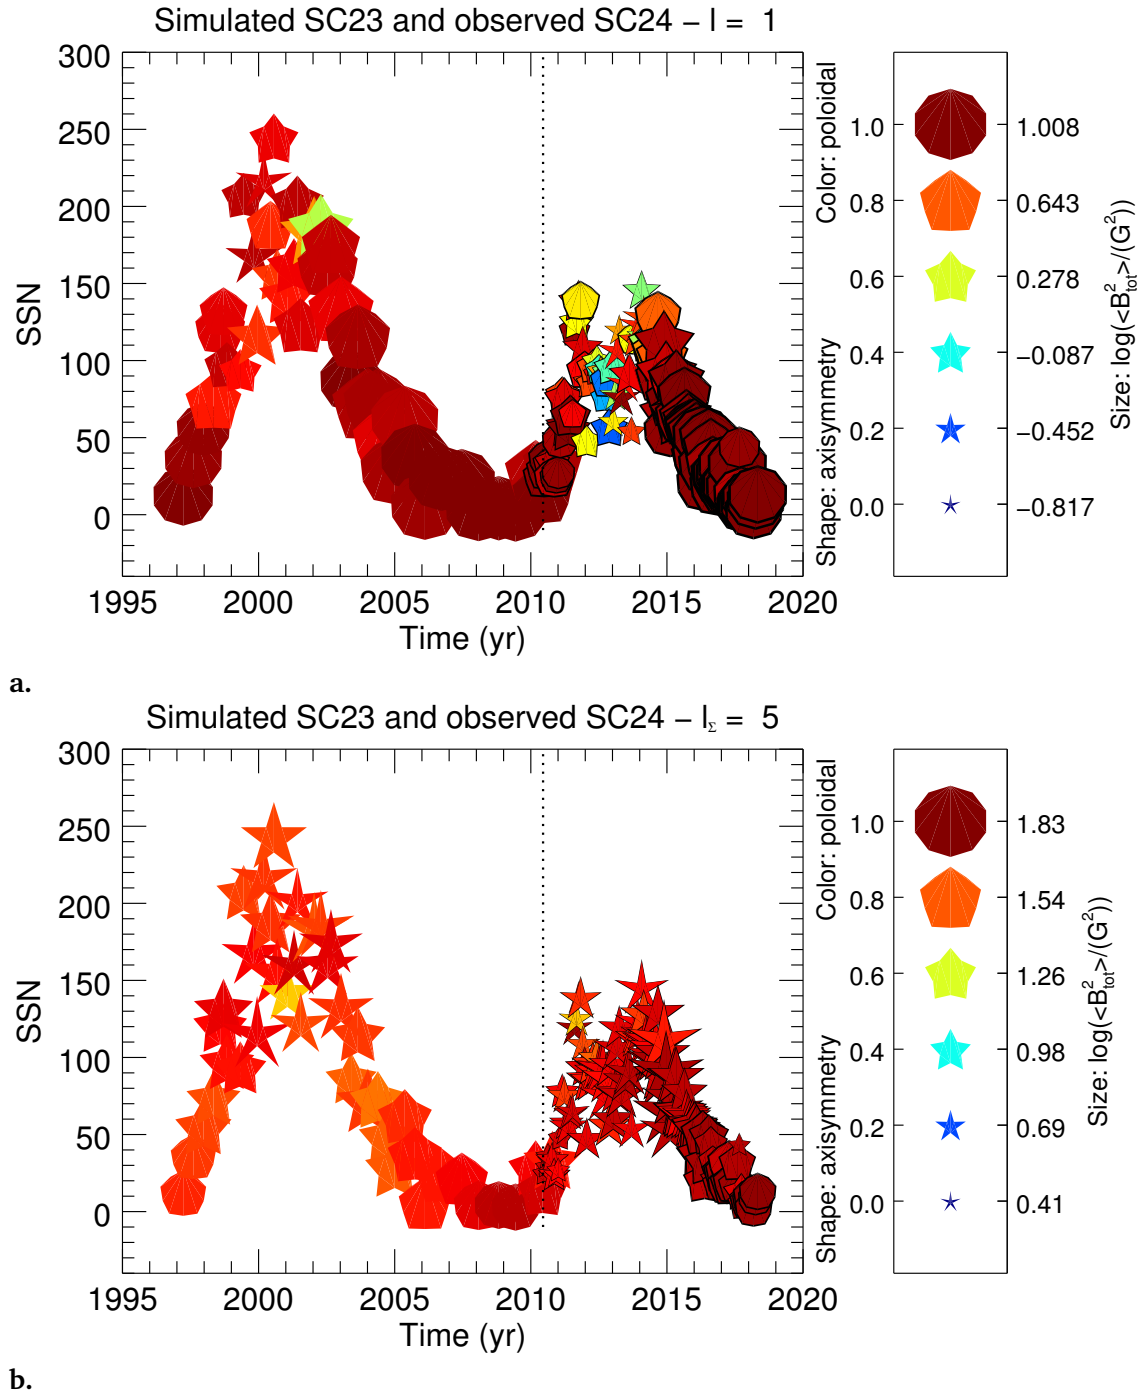 Simulated SC23 and observed SC24 − l = 1
300
250
200
150
100
50
0
SSN
1995 2000 2005 2010 2015 2020
Time (yr)
Shape: axisymmetry Color: poloidal
1.0 1.008
0.8 0.643
0.6 0.278
0.4 −0.087
0.2 −0.452
0.0 −0.817
Size: log(<B²tot>/(G²))
a.
Simulated SC23 and observed SC24 − lΣ = 5
300
250
200
150
100
50
0
SSN
1995 2000 2005 2010 2015 2020
Time (yr)
Shape: axisymmetry Color: poloidal
1.0 1.83
0.8 1.54
0.6 1.26
0.4 0.98
0.2 0.69
0.0 0.41
Size: log(<B²tot>/(G²))
b.